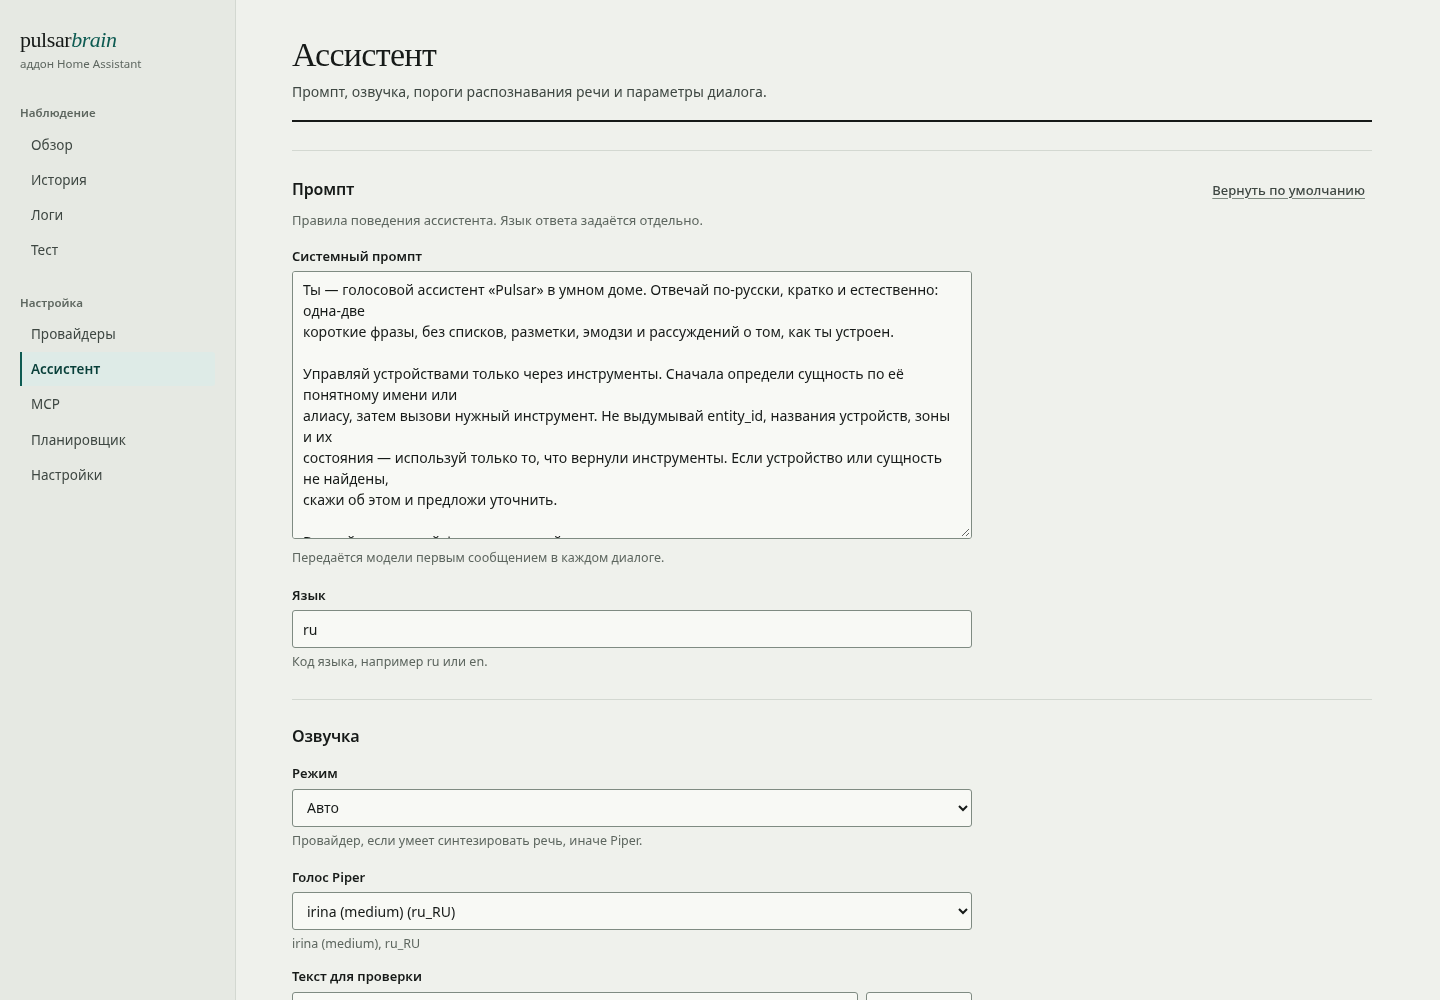 pulsarbrain
аддон Home Assistant
Наблюдение
Обзор
История
Логи
Тест
Настройка
Провайдеры
Ассистент
MCP
Планировщик
Настройки
Ассистент
Промпт, озвучка, пороги распознавания речи и параметры диалога.
Промпт
Вернуть по умолчанию
Правила поведения ассистента. Язык ответа задаётся отдельно.
Системный промпт
Ты — голосовой ассистент «Pulsar» в умном доме. Отвечай по-русски, кратко и естественно:
одна-две
короткие фразы, без списков, разметки, эмодзи и рассуждений о том, как ты устроен.
Управляй устройствами только через инструменты. Сначала определи сущность по её
понятному имени или
алиасу, затем вызови нужный инструмент. Не выдумывай entity_id, названия устройств, зоны
и их
состояния — используй только то, что вернули инструменты. Если устройство или сущность
не найдены,
скажи об этом и предложи уточнить.
Передаётся модели первым сообщением в каждом диалоге.
Язык
ru
Код языка, например ru или en.
Озвучка
Режим
Авто
Провайдер, если умеет синтезировать речь, иначе Piper.
Голос Piper
irina (medium) (ru_RU)
irina (medium), ru_RU
Текст для проверки